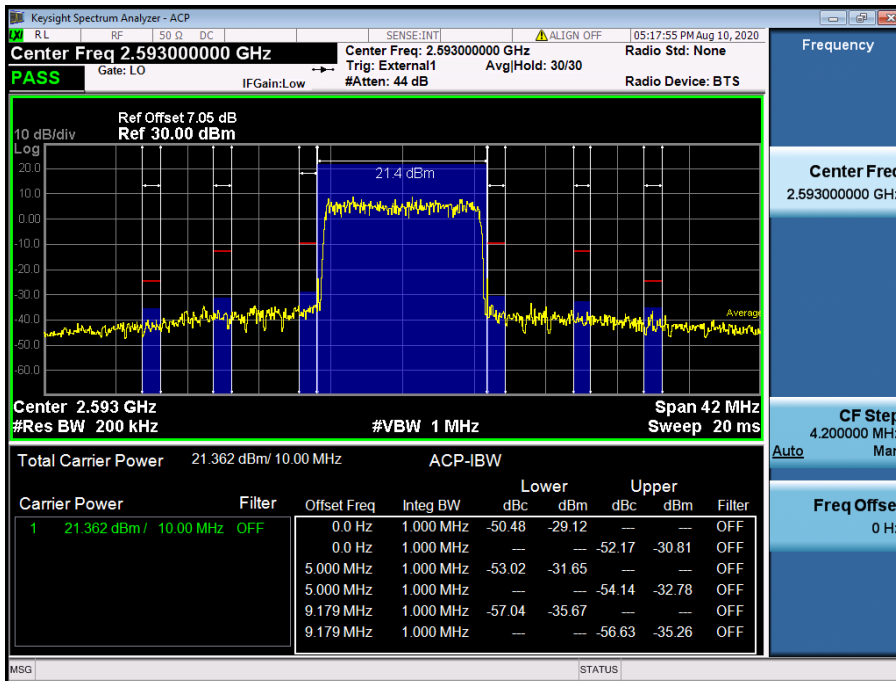 Keysight Spectrum Analyzer - ACP
LXI RL RF 50 Ω DC SENSE:INT ALIGN OFF 05:17:55 PM Aug 10, 2020
Center Freq 2.593000000 GHz
Center Freq: 2.593000000 GHz Radio Std: None
Gate: LO Trig: External1 Avg|Hold: 30/30
PASS IFGain:Low #Atten: 44 dB Radio Device: BTS
Ref Offset 7.05 dB
10 dB/div Ref 30.00 dBm
Log
20.0
21.4 dBm
10.0
0.00
-10.0
-20.0
-30.0
-40.0
Average
-50.0
-60.0
Center 2.593 GHz Span 42 MHz
#Res BW 200 kHz #VBW 1 MHz Sweep 20 ms
Total Carrier Power 21.362 dBm/ 10.00 MHz ACP-IBW
Lower Upper
Carrier Power Filter Offset Freq Integ BW dBc dBm dBc dBm Filter
1 21.362 dBm / 10.00 MHz OFF 0.0 Hz 1.000 MHz -50.48 -29.12 --- --- OFF
0.0 Hz 1.000 MHz --- --- -52.17 -30.81 OFF
5.000 MHz 1.000 MHz -53.02 -31.65 --- --- OFF
5.000 MHz 1.000 MHz --- --- -54.14 -32.78 OFF
9.179 MHz 1.000 MHz -57.04 -35.67 --- --- OFF
9.179 MHz 1.000 MHz --- --- -56.63 -35.26 OFF
MSG STATUS
Frequency
Center Freq
2.593000000 GHz
CF Step
4.200000 MHz
Auto Man
Freq Offset
0 Hz